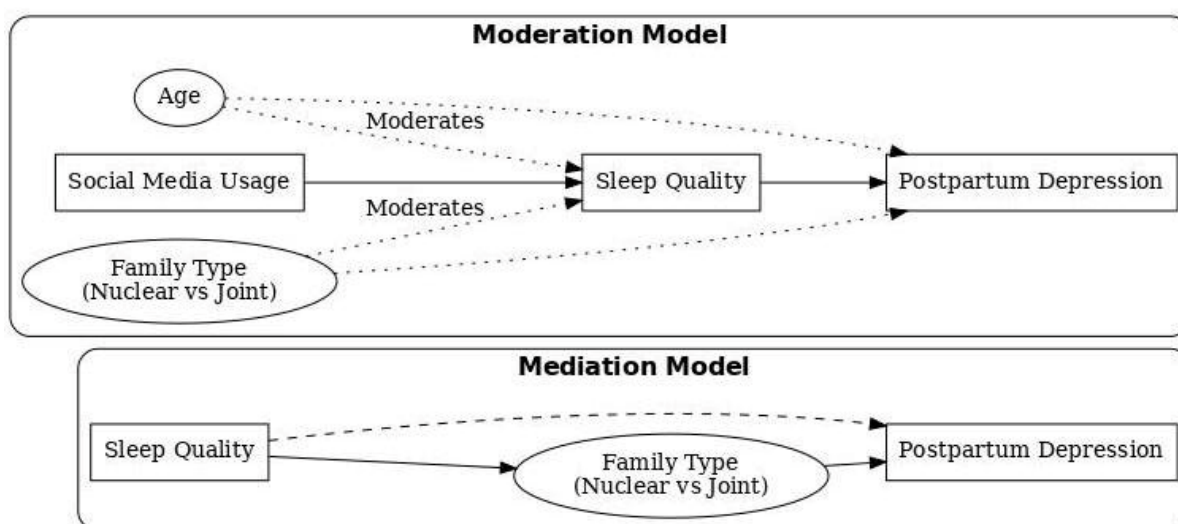 Moderation Model
Age
Moderates
Social Media Usage
Sleep Quality
Postpartum Depression
Moderates
Family Type
(Nuclear vs Joint)
Mediation Model
Sleep Quality
Family Type
(Nuclear vs Joint)
Postpartum Depression